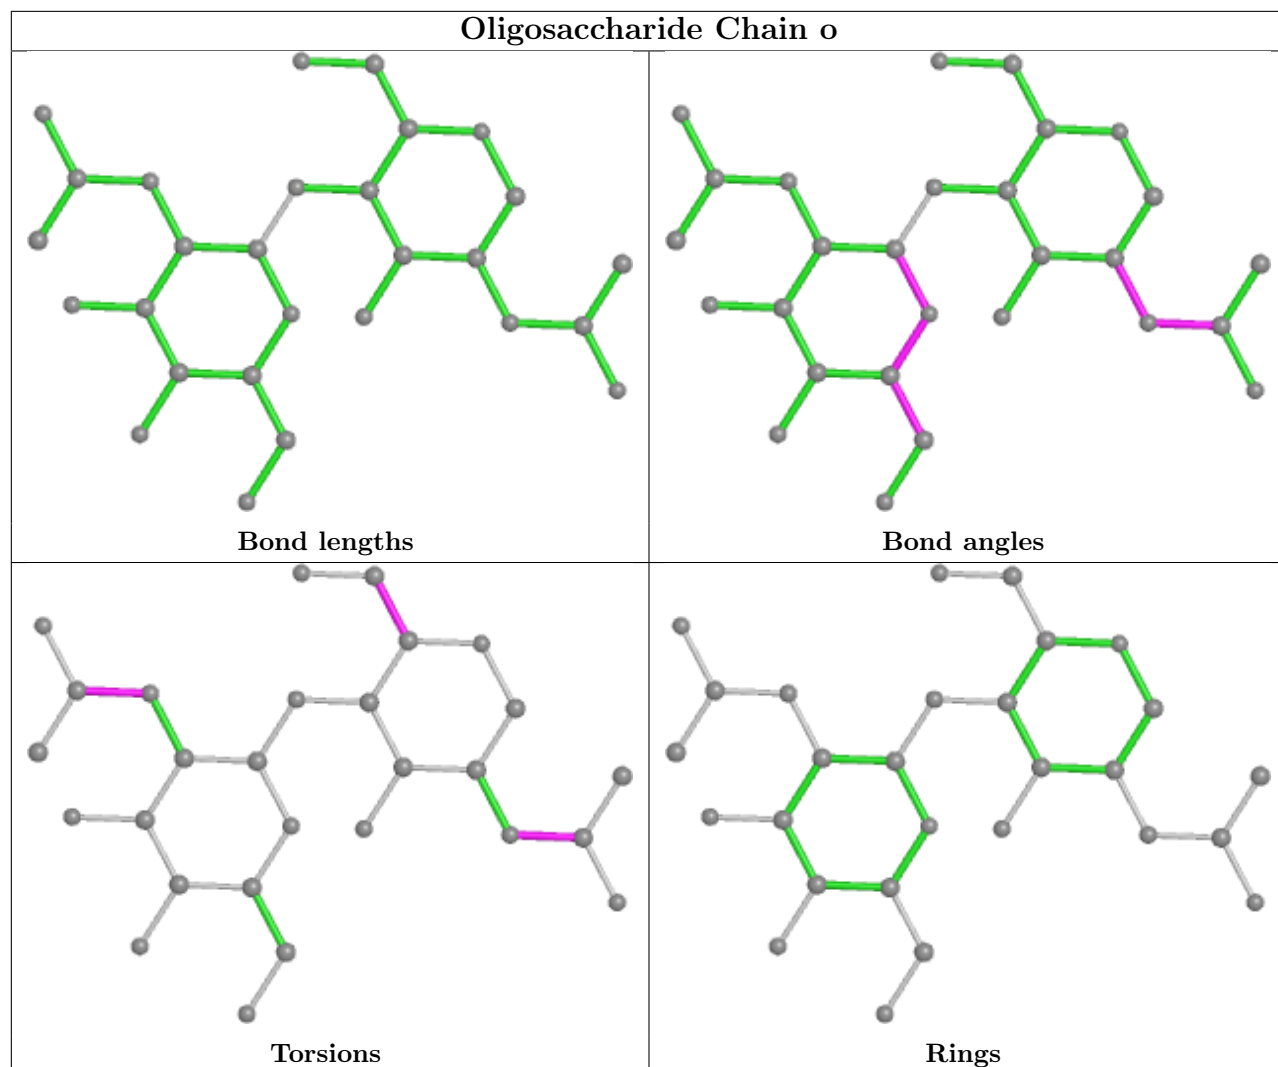 Oligosaccharide Chain o
Bond lengths
Bond angles
Torsions
Rings